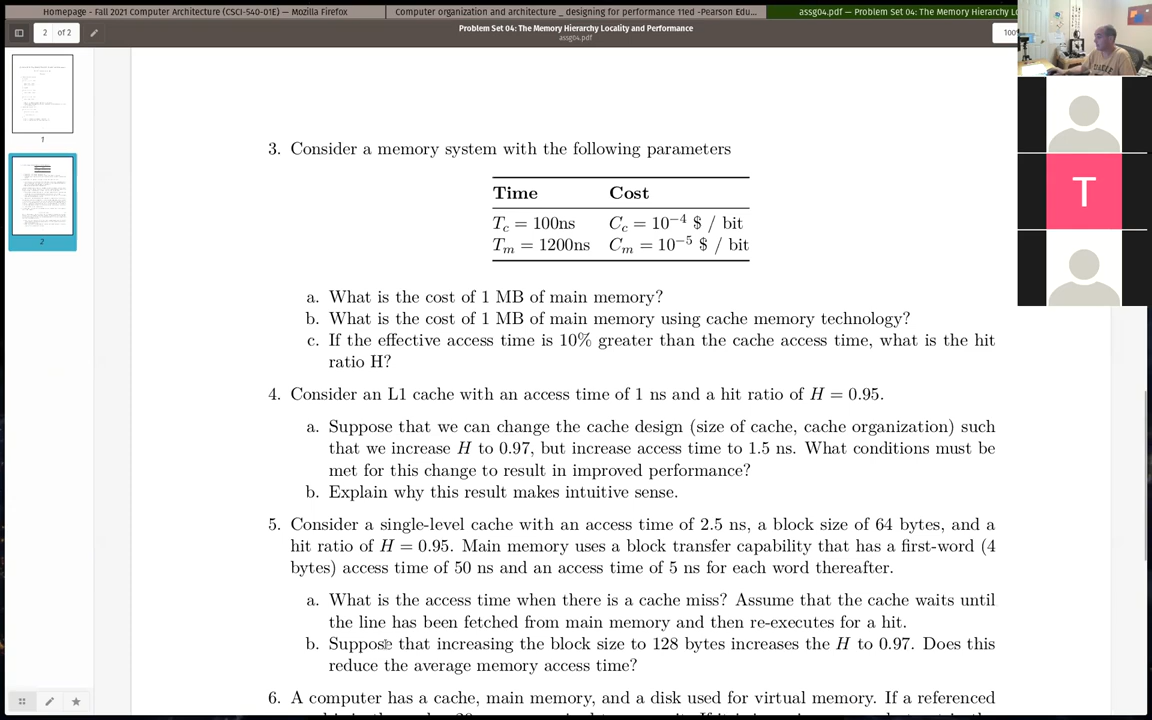 Homepage - Fall 2021 Computer Architecture (CSCI-540-01E) — Mozilla Firefox
Computer organization and architecture _ designing for performance 11ed -Pearson Edu...
assg04.pdf — Problem Set 04: The Memory Hierarchy Lo
2 of 2
Problem Set 04: The Memory Hierarchy Locality and Performance
assg04.pdf
100%
1
2
3. Consider a memory system with the following parameters
Time Cost
T_c = 100ns C_c = 10^−4 $ / bit
T_m = 1200ns C_m = 10^−5 $ / bit
a. What is the cost of 1 MB of main memory?
b. What is the cost of 1 MB of main memory using cache memory technology?
c. If the effective access time is 10% greater than the cache access time, what is the hit
ratio H?
4. Consider an L1 cache with an access time of 1 ns and a hit ratio of H = 0.95.
a. Suppose that we can change the cache design (size of cache, cache organization) such
that we increase H to 0.97, but increase access time to 1.5 ns. What conditions must be
met for this change to result in improved performance?
b. Explain why this result makes intuitive sense.
5. Consider a single-level cache with an access time of 2.5 ns, a block size of 64 bytes, and a
hit ratio of H = 0.95. Main memory uses a block transfer capability that has a first-word (4
bytes) access time of 50 ns and an access time of 5 ns for each word thereafter.
a. What is the access time when there is a cache miss? Assume that the cache waits until
the line has been fetched from main memory and then re-executes for a hit.
b. Suppose that increasing the block size to 128 bytes increases the H to 0.97. Does this
reduce the average memory access time?
6. A computer has a cache, main memory, and a disk used for virtual memory. If a referenced
T